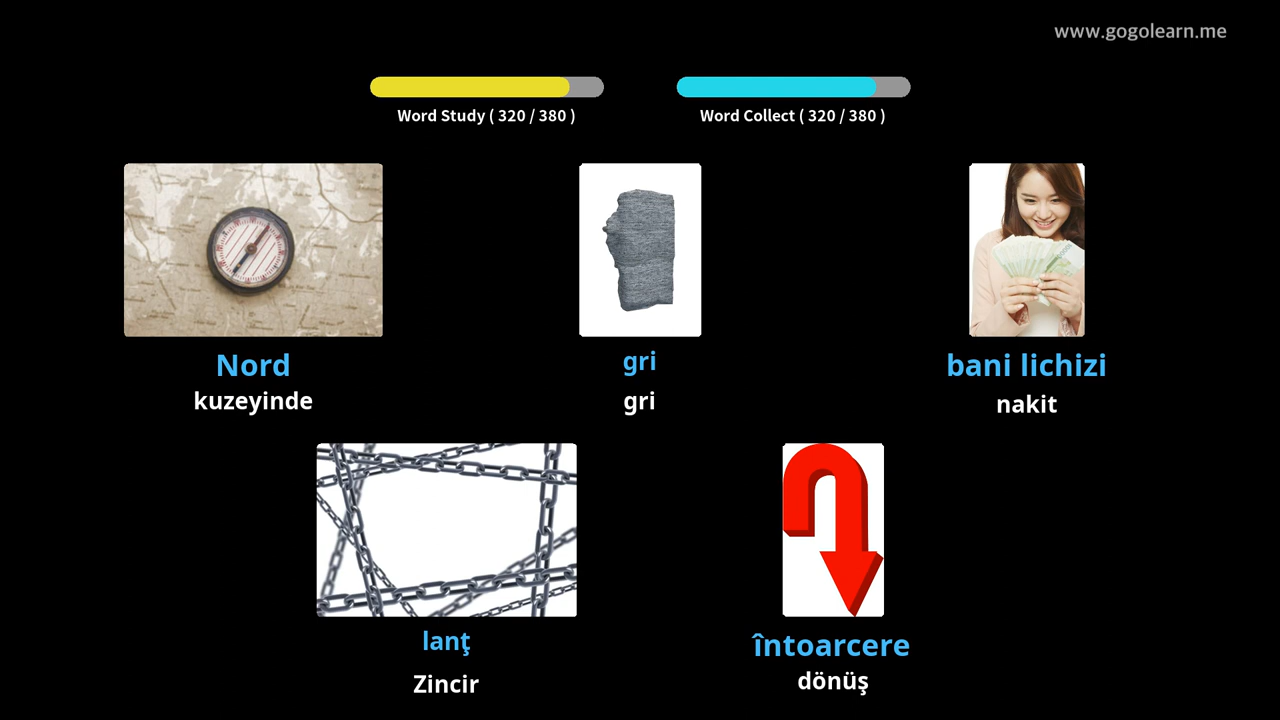 www.gogolearn.me
Word Study ( 320 / 380 )
Word Collect ( 320 / 380 )
Nord
kuzeyinde
gri
gri
bani lichizi
nakit
lanţ
Zincir
întoarcere
dönüş